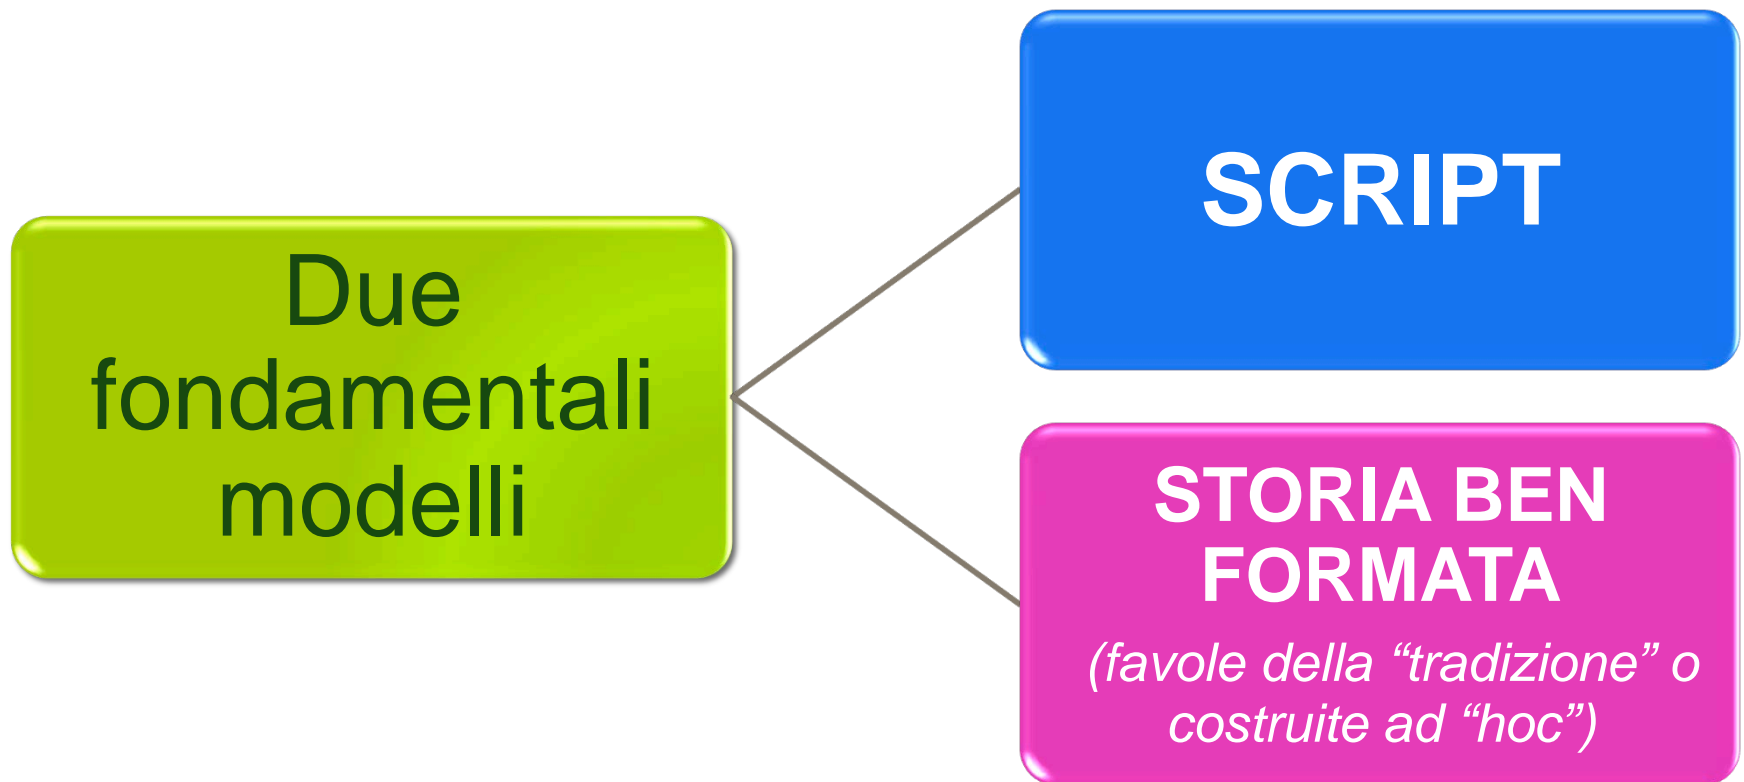 Due
fondamentali
modelli
SCRIPT
STORIA BEN
FORMATA
(favole della “tradizione” o
costruite ad “hoc”)